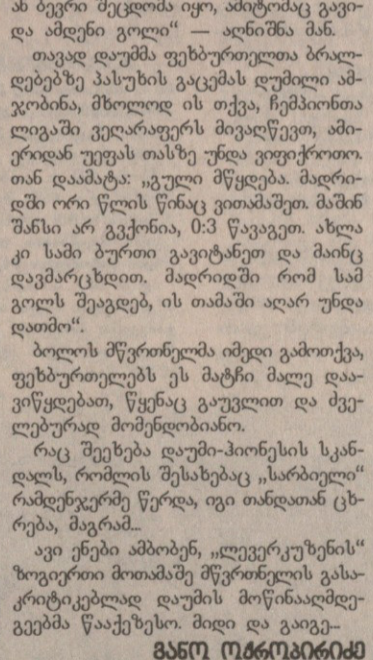 ან ბევრი შეცდომა იყო, ამიტომაც გავი-
და ამდენი გოლი“ — აღნიშნა მან.
თავად დაუმმა ფეხბურთელთა ბრალ-
დებებზე პასუხის გაცემას დუმილი ამ-
ჯობინა, მხოლოდ ის თქვა, ჩემპიონთა
ლიგაში ვეღარაფერს მივაღწევთ, ამი-
ერიდან უეფას თასზე უნდა ვიფიქროთო.
თან დაამატა: „გული მწყდება. მადრი-
დში ორი წლის წინაც ვითამაშეთ. მაშინ
შანსი არ გვქონია, 0:3 წავაგეთ. ახლა
კი სამი ბურთი გავიტანეთ და მაინც
დავმარცხდით. მადრიდში რომ სამ
გოლს შეაგდებ, ის თამაში აღარ უნდა
დათმო“.
ბოლოს მწვრთნელმა იმედი გამოთქვა,
ფეხბურთელებს ეს მატჩი მალე დაა-
ვიწყდებათ, წყენაც გაუვლით და ძვე-
ლებურად მომენდობიანო.
რაც შეეხება დაუმი-ჰიონესის სკან-
დალს, რომლის შესახებაც „სარბიელი“
რამდენჯერმე წერდა, იგი თანდათან ცხ-
რება, მაგრამ...
ავი ენები ამბობენ, „ლევერკუზენის“
ზოგიერთი მოთამაშე მწვრთნელის გასა-
კრიტიკებლად დაუმის მოწინააღმდე-
გეებმა წააქეზესო. მიდი და გაიგე...
მანო ოქროპირიძე